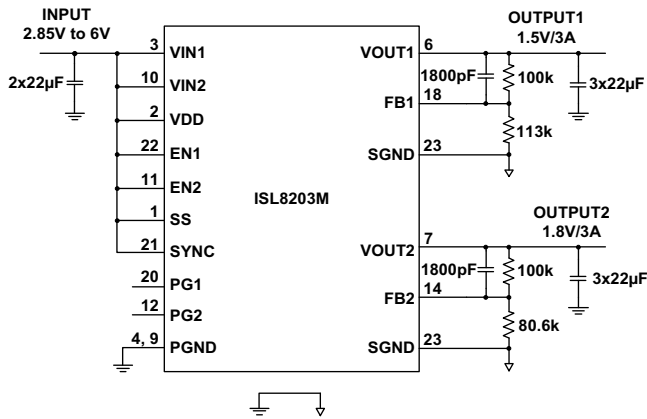 INPUT
2.85V to 6V
2x22µF
3 VIN1
10 VIN2
2 VDD
22 EN1
11 EN2
1 SS
21 SYNC
20 PG1
12 PG2
4, 9 PGND
ISL8203M
VOUT1 6
FB1 18
SGND 23
VOUT2 7
FB2 14
SGND 23
OUTPUT1
1.5V/3A
1800pF
100k
3x22µF
113k
OUTPUT2
1.8V/3A
1800pF
100k
3x22µF
80.6k